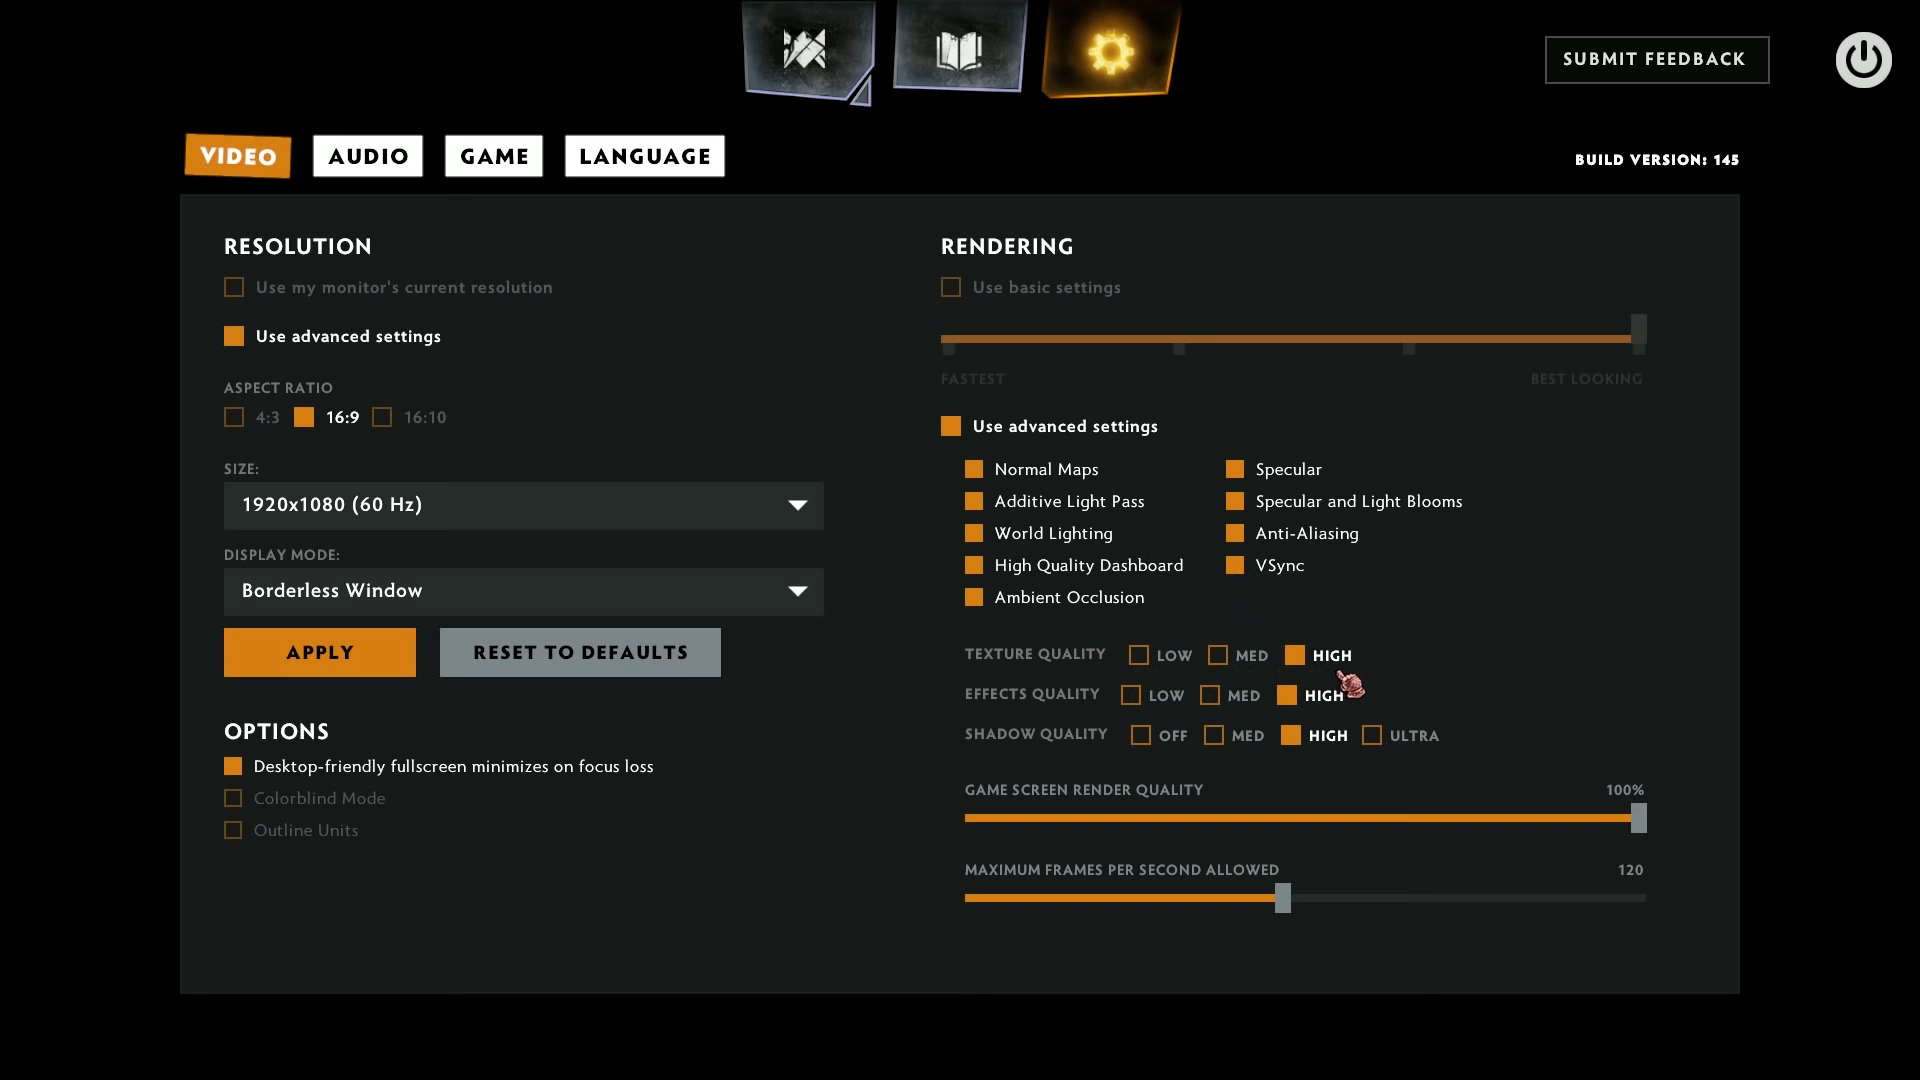 SUBMIT FEEDBACK
VIDEO AUDIO GAME LANGUAGE
BUILD VERSION: 145
RESOLUTION
Use my monitor's current resolution
Use advanced settings
ASPECT RATIO
4:3 16:9 16:10
SIZE:
1920x1080 (60 Hz)
DISPLAY MODE:
Borderless Window
APPLY RESET TO DEFAULTS
OPTIONS
Desktop-friendly fullscreen minimizes on focus loss
Colorblind Mode
Outline Units
RENDERING
Use basic settings
FASTEST BEST LOOKING
Use advanced settings
Normal Maps Specular
Additive Light Pass Specular and Light Blooms
World Lighting Anti-Aliasing
High Quality Dashboard VSync
Ambient Occlusion
TEXTURE QUALITY LOW MED HIGH
EFFECTS QUALITY LOW MED HIGH
SHADOW QUALITY OFF MED HIGH ULTRA
GAME SCREEN RENDER QUALITY 100%
MAXIMUM FRAMES PER SECOND ALLOWED 120